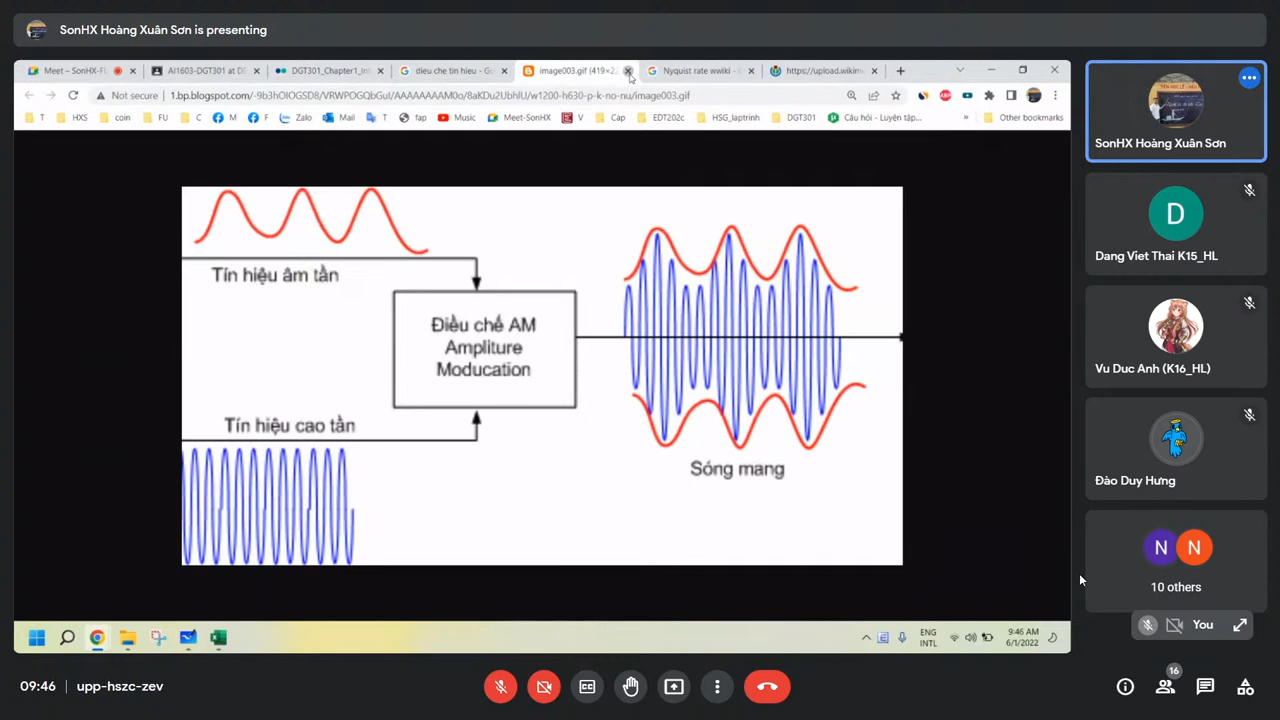 SonHX Hoàng Xuân Sơn is presenting
Meet – SonHX-F
AI1603-DGT301 at D
DGT301_Chapter1_In
dieu che tin hieu - G
image003.gif (419×2
Nyquist rate wwiki -
https://upload.wikim
Not secure
1.bp.blogspot.com/-9b3hOlOGSD8/VRWPOGQbGuI/AAAAAAAAM0o/8aKDu2UbhlU/w1200-h630-p-k-no-nu/image003.gif
T HXS coin FU C M F Zalo Mail T fap Music Meet-SonHX V Cap EDT202c HSG_laptrinh DGT301 Câu hỏi - Luyện tập... » Other bookmarks
Tín hiệu âm tần
Điều chế AM
Ampliture
Moducation
Tín hiệu cao tần
Sóng mang
ENG
INTL
9:46 AM
6/1/2022
SonHX Hoàng Xuân Sơn
D
Dang Viet Thai K15_HL
Vu Duc Anh (K16_HL)
Đào Duy Hưng
N N
10 others
You
09:46 | upp-hszc-zev
16